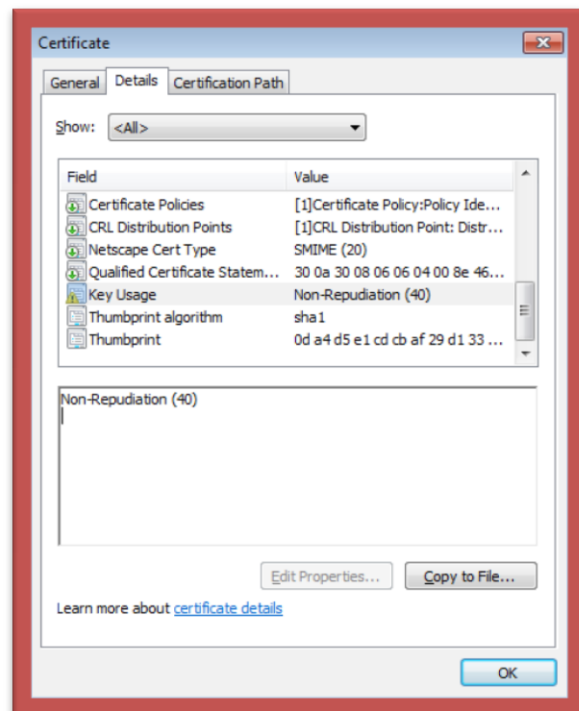 Certificate
General Details Certification Path
Show: <All>
Field Value
Certificate Policies [1]Certificate Policy:Policy Ide...
CRL Distribution Points [1]CRL Distribution Point: Distr...
Netscape Cert Type SMIME (20)
Qualified Certificate Statem... 30 0a 30 08 06 06 04 00 8e 46...
Key Usage Non-Repudiation (40)
Thumbprint algorithm sha1
Thumbprint 0d a4 d5 e1 cd cb af 29 d1 33 ...
Non-Repudiation (40)
Edit Properties... Copy to File...
Learn more about certificate details
OK